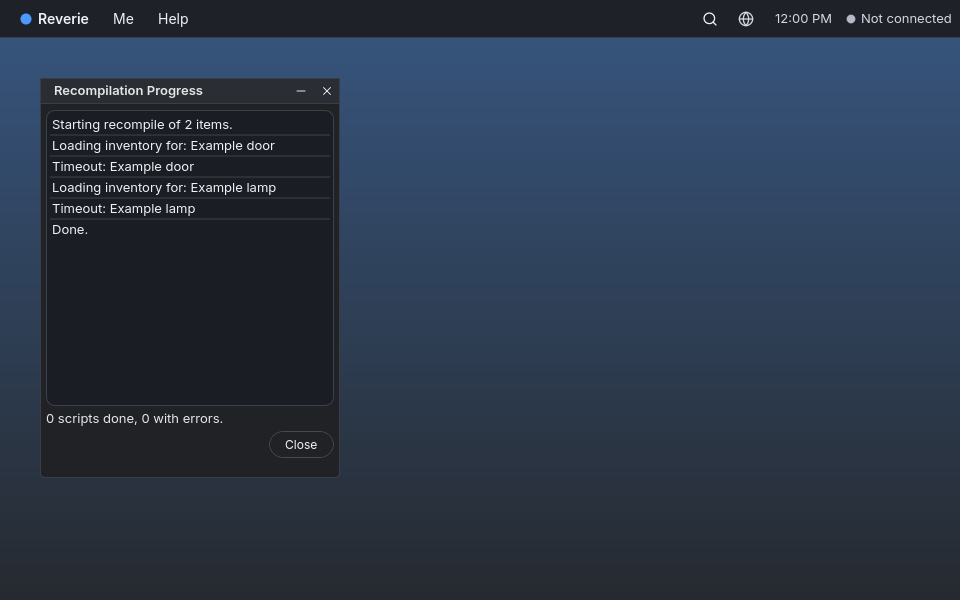 Reverie Me Help 12:00 PM Not connected
Recompilation Progress
Starting recompile of 2 items.
Loading inventory for: Example door
Timeout: Example door
Loading inventory for: Example lamp
Timeout: Example lamp
Done.
0 scripts done, 0 with errors.
Close